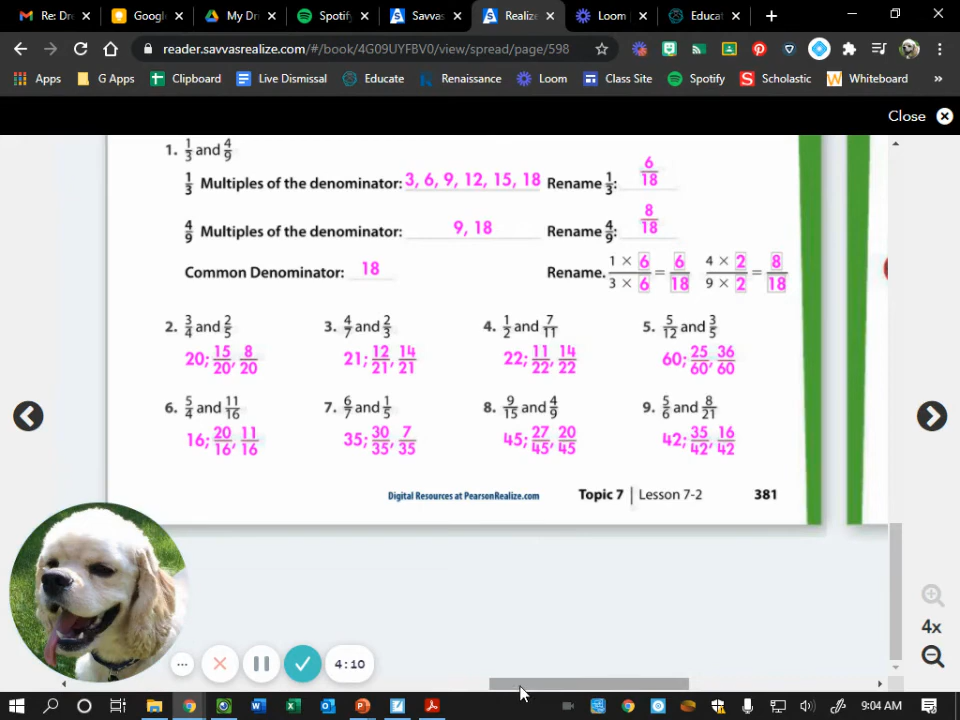 M Re: Dr
Googl
My Dr
Spotif
Savvas
Realize
Loom |
Educat
reader.savvasrealize.com/#/book/4G09UYFBV0/view/spread/page/598
Apps
G Apps
Clipboard
Live Dismissal
Educate
Renaissance
Loom
Class Site
Spotify
Scholastic
Whiteboard
»
Close
1. 1/3 and 4/9
1/3 Multiples of the denominator: 3, 6, 9, 12, 15, 18 Rename 1/3: 6/18
4/9 Multiples of the denominator: 9, 18 Rename 4/9: 8/18
Common Denominator: 18 Rename. 1 × 6 / 3 × 6 = 6/18 4 × 2 / 9 × 2 = 8/18
2. 3/4 and 2/5 3. 4/7 and 2/3 4. 1/2 and 7/11 5. 5/12 and 3/5
20; 15/20, 8/20 21; 12/21, 14/21 22; 11/22, 14/22 60; 25/60, 36/60
6. 5/4 and 11/16 7. 6/7 and 1/5 8. 9/15 and 4/9 9. 5/6 and 8/21
16; 20/16, 11/16 35; 30/35, 7/35 45; 27/45, 20/45 42; 35/42, 16/42
Digital Resources at PearsonRealize.com Topic 7 | Lesson 7-2 381
4x
4:10
9:04 AM